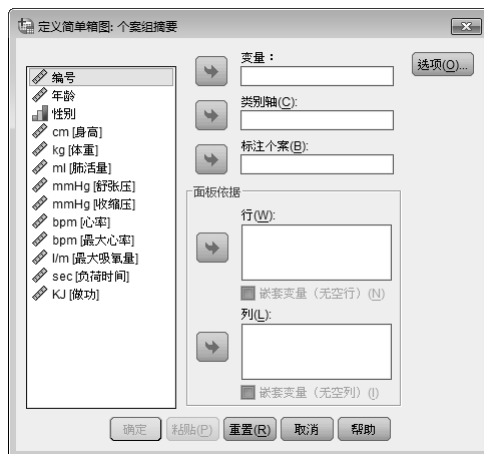 定义简单箱图: 个案组摘要
编号
年龄
性别
cm [身高]
kg [体重]
ml [肺活量]
mmHg [舒张压]
mmHg [收缩压]
bpm [心率]
bpm [最大心率]
l/m [最大吸氧量]
sec [负荷时间]
KJ [做功]
变量：
选项(O)...
类别轴(C):
标注个案(B):
面板依据
行(W):
嵌套变量（无空行）(N)
列(L):
嵌套变量（无空列）(I)
确定
粘贴(P)
重置(R)
取消
帮助